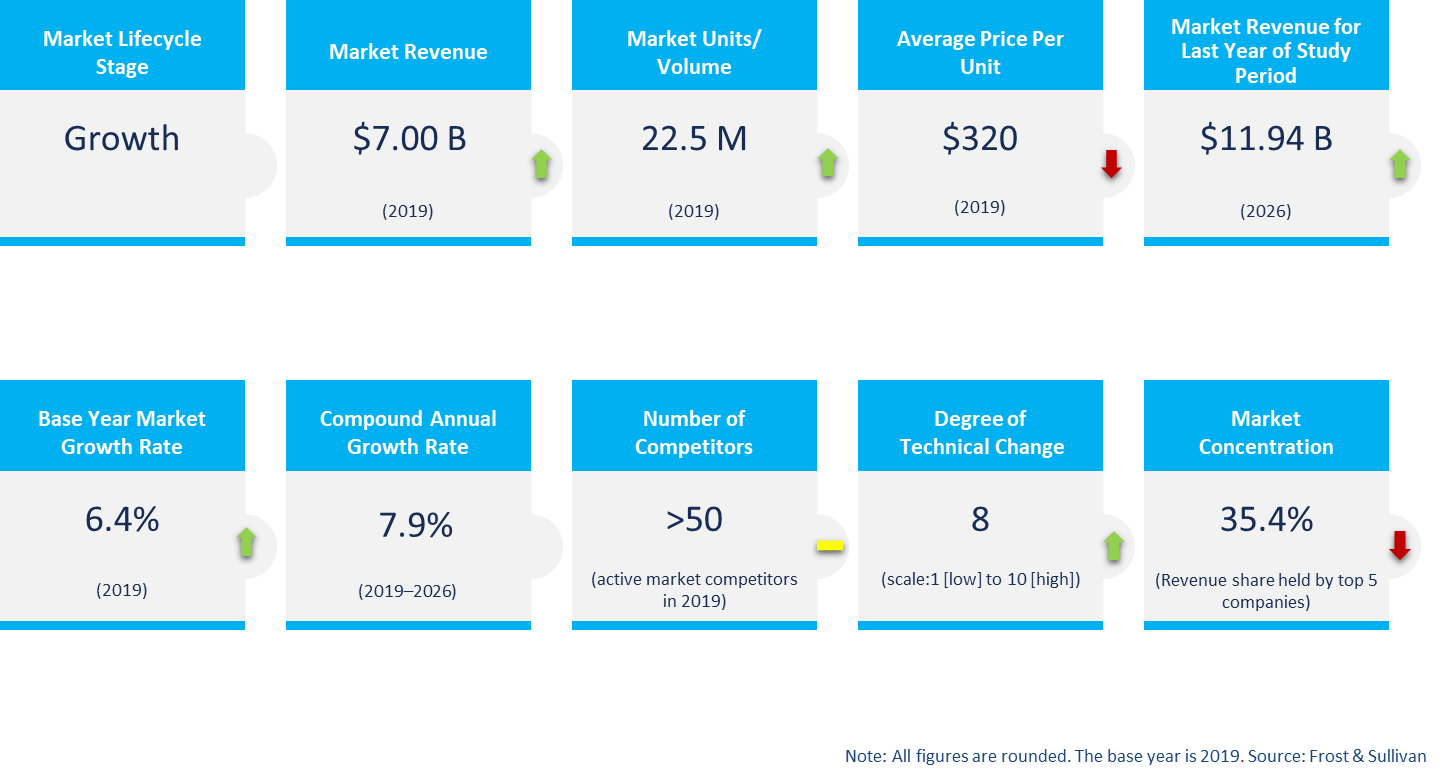 Market Lifecycle
Stage
Growth
Market Revenue
$7.00 B
(2019)
Market Units/
Volume
22.5 M
(2019)
Average Price Per
Unit
$320
(2019)
Market Revenue for
Last Year of Study
Period
$11.94 B
(2026)
Base Year Market
Growth Rate
6.4%
(2019)
Compound Annual
Growth Rate
7.9%
(2019–2026)
Number of
Competitors
>50
(active market competitors
in 2019)
Degree of
Technical Change
8
(scale:1 [low] to 10 [high])
Market
Concentration
35.4%
(Revenue share held by top 5
companies)
Note: All figures are rounded. The base year is 2019. Source: Frost & Sullivan